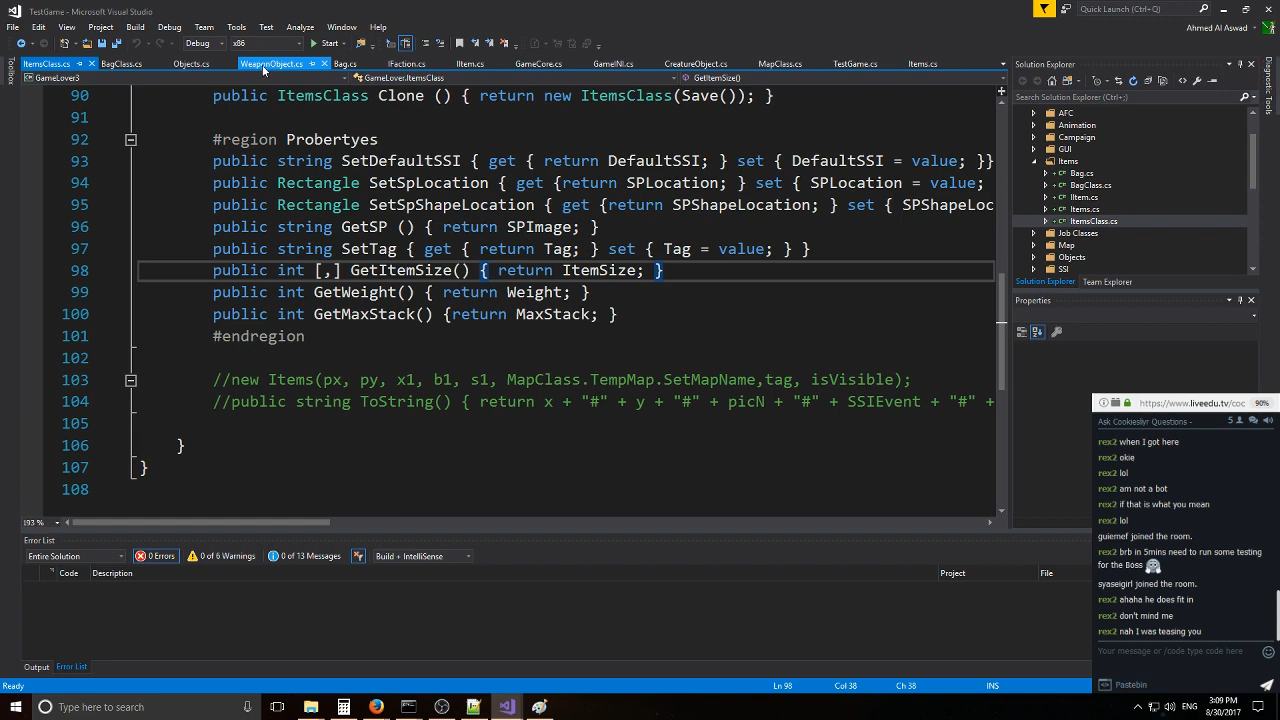 TestGame - Microsoft Visual Studio
Quick Launch (Ctrl+;)
File Edit View Project Build Debug Team Tools Test Analyze Window Help
Ahmed Al Aswad
Debug x86 Start
ItemsClass.cs BagClass.cs Objects.cs WeaponObject.cs Bag.cs IFaction.cs IItem.cs GameCore.cs GameINI.cs CreatureObject.cs MapClass.cs TestGame.cs Items.cs
GameLover3 GameLover.ItemsClass GetItemSize()
Toolbox
90 public ItemsClass Clone () { return new ItemsClass(Save()); }
91
92 #region Probertyes
93 public string SetDefaultSSI { get { return DefaultSSI; } set { DefaultSSI = value; }}
94 public Rectangle SetSpLocation { get {return SPLocation; } set { SPLocation = value;
95 public Rectangle SetSpShapeLocation { get {return SPShapeLocation; } set { SPShapeLoc
96 public string GetSP () { return SPImage; }
97 public string SetTag { get { return Tag; } set { Tag = value; } }
98 public int [,] GetItemSize() { return ItemSize; }
99 public int GetWeight() { return Weight; }
100 public int GetMaxStack() {return MaxStack; }
101 #endregion
102
103 //new Items(px, py, x1, b1, s1, MapClass.TempMap.SetMapName,tag, isVisible);
104 //public string ToString() { return x + "#" + y + "#" + picN + "#" + SSIEvent + "#" +
105
106 }
107 }
108
193 %
Solution Explorer
Search Solution Explorer (Ctrl+;)
AFC
Animation
Campaign
GUI
Items
Bag.cs
BagClass.cs
IItem.cs
Items.cs
ItemsClass.cs
Job Classes
Map
Objects
SSI
Solution Explorer Team Explorer
Properties
Diagnostic Tools
Error List
Entire Solution 0 Errors 0 of 6 Warnings 0 of 13 Messages Build + IntelliSense
Code Description Project File
Output Error List
https://www.liveedu.tv/coc 90%
Ask Cookiesliyr Questions - 5
rex2 when I got here
rex2 okie
rex2 lol
rex2 am not a bot
rex2 if that is what you mean
rex2 lol
guiemef joined the room.
rex2 brb in 5mins need to run some testing
for the Boss
syaseigirl joined the room.
rex2 ahaha he does fit in
rex2 don't mind me
rex2 nah I was teasing you
Your message or /code type code here
Pastebin
Ready Ln 98 Col 38 Ch 38 INS
Type here to search
ENG
3:09 PM
8/30/2017